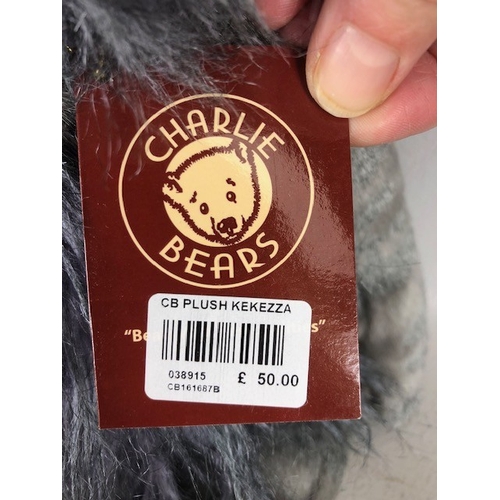 CHARLIE
BEARS
CB PLUSH KEKEZZA
038915 £ 50.00
CB161687B